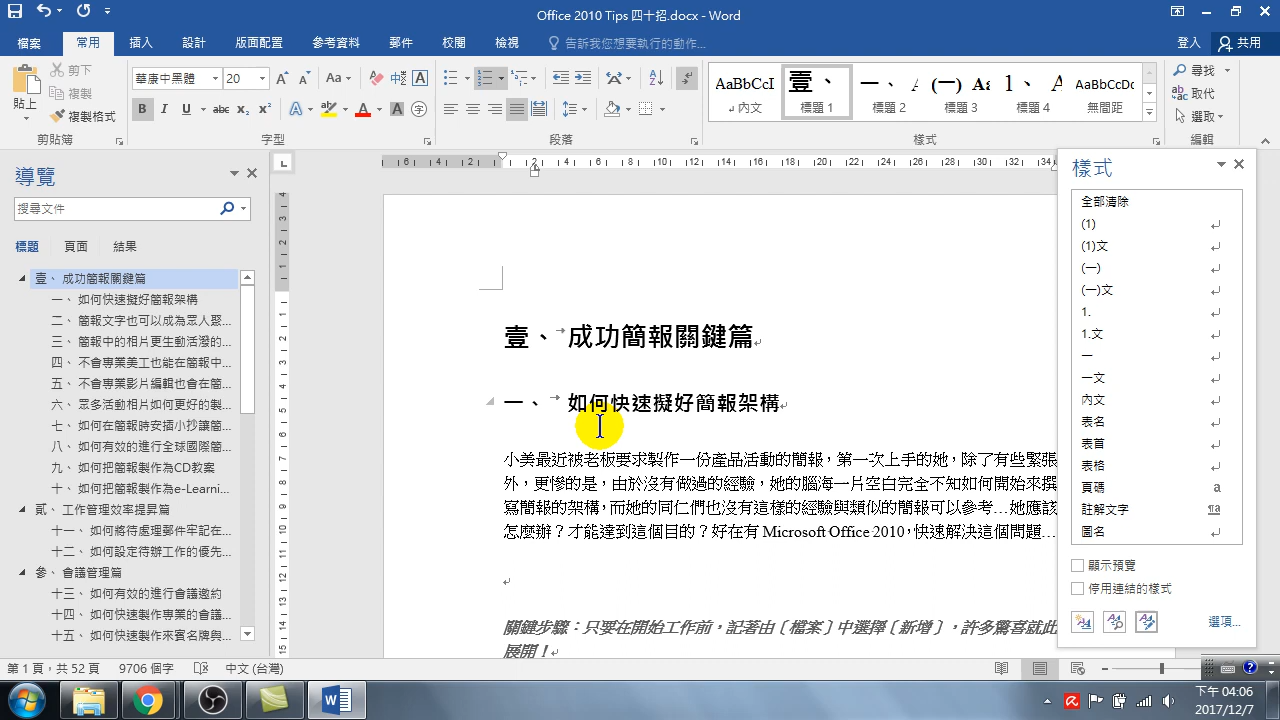 Office 2010 Tips 四十招.docx - Word
檔案 常用 插入 設計 版面配置 參考資料 郵件 校閱 檢視 告訴我您想要執行的動作... 登入 共用
貼上 剪下 複製 複製格式 剪貼簿
華康中黑體 20 字型
段落
AaBbCcI 壹、 一、 (一) 1、 AaBbCcDc
內文 標題 1 標題 2 標題 3 標題 4 無間距
樣式
尋找 取代 選取 編輯
導覽
搜尋文件
標題 頁面 結果
壹、 成功簡報關鍵篇
一、 如何快速擬好簡報架構
二、 簡報文字也可以成為眾人聚...
三、 簡報中的相片更生動活潑的...
四、 不會專業美工也能在簡報中...
五、 不會專業影片編輯也會在簡...
六、 眾多活動相片如何更好的製...
七、 如何在簡報時安插小抄讓簡...
八、 如何有效的進行全球國際簡...
九、 如何把簡報製作為CD教案
十、 如何把簡報製作為e-Learni...
貳、 工作管理效率提昇篇
十一、 如何將待處理郵件牢記在...
十二、 如何設定待辦工作的優先...
參、 會議管理篇
十三、 如何有效的進行會議邀約
十四、 如何快速製作專業的會議...
十五、 如何快速製作來賓名牌與...
壹、 成功簡報關鍵篇
一、 如何快速擬好簡報架構
小美最近被老板要求製作一份產品活動的簡報，第一次上手的她，除了有些緊張
外，更慘的是，由於沒有做過的經驗，她的腦海一片空白完全不知如何開始來撰
寫簡報的架構，而她的同仁們也沒有這樣的經驗與類似的簡報可以參考…她應該
怎麼辦？才能達到這個目的？好在有 Microsoft Office 2010，快速解決這個問題…
關鍵步驟：只要在開始工作前，記著由〔檔案〕中選擇〔新增〕，許多驚喜就此
展開！
樣式
全部清除
(1)
(1)文
(一)
(一)文
1.
1.文
一
一文
內文
表名
表首
表格
頁碼
註解文字
圖名
顯示預覽
停用連結的樣式
選項...
第 1 頁，共 52 頁 9706 個字 中文 (台灣)
下午 04:06
2017/12/7